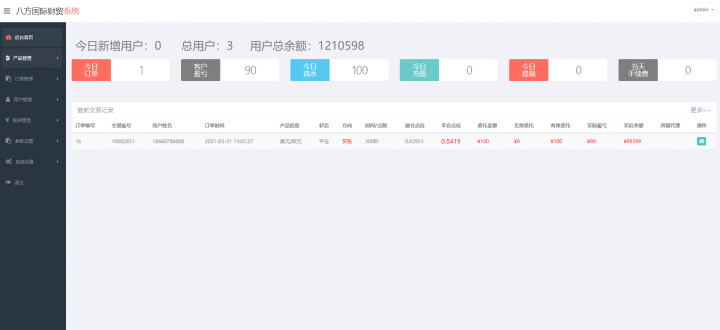 八方国际财贸系统
admin
后台首页
产品管理
订单管理
用户管理
报表管理
参数设置
系统设置
退出
今日新增用户：0 总用户：3 用户总余额：1210598
今日订单 1
客户盈亏 90
今日流水 100
今日充值 0
今日提现 0
当天手续费 0
最新交易记录 更多>>
订单编号 交易账号 用户姓名 订单时间 产品信息 状态 方向 时间/点数 建仓点位 平仓点位 委托金额 无效委托 有效委托 实际盈亏 买后余额 所属代理 操作
16 10002451 18660788888 2021-03-21 13:07:27 美元/欧元 平仓 买涨 300秒 0.83953 0.8419 ¥100 ¥0 ¥100 ¥90 ¥99399